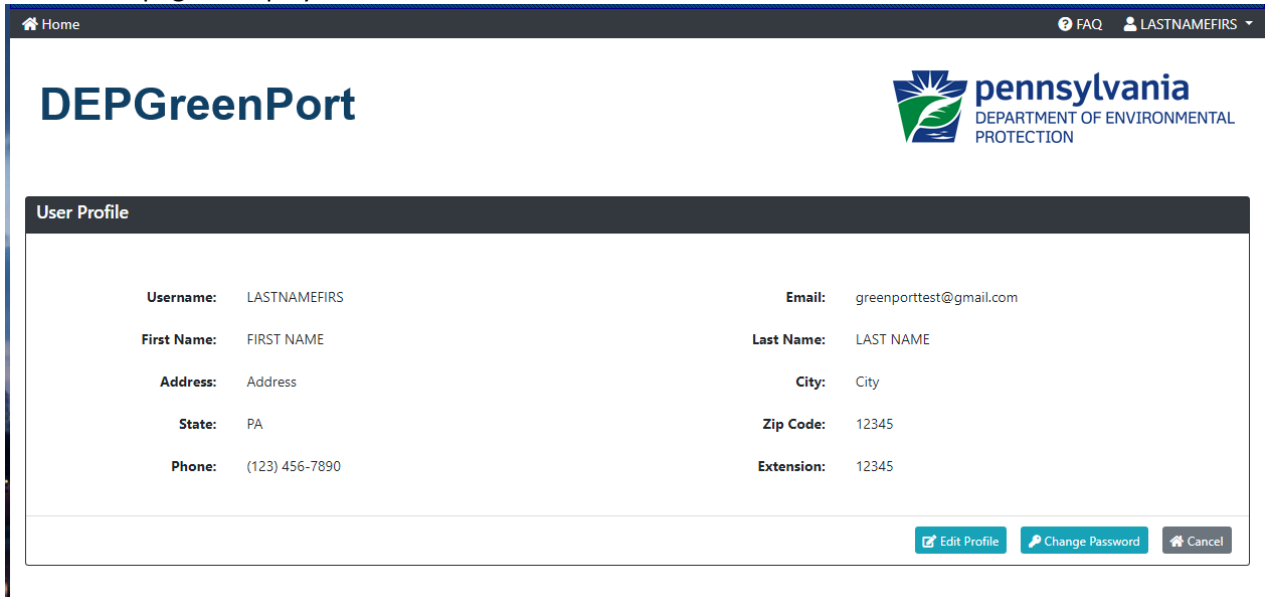 Home FAQ LASTNAMEFIRS
DEPGreenPort
pennsylvania
DEPARTMENT OF ENVIRONMENTAL
PROTECTION
User Profile
Username: LASTNAMEFIRS Email: greenporttest@gmail.com
First Name: FIRST NAME Last Name: LAST NAME
Address: Address City: City
State: PA Zip Code: 12345
Phone: (123) 456-7890 Extension: 12345
Edit Profile Change Password Cancel